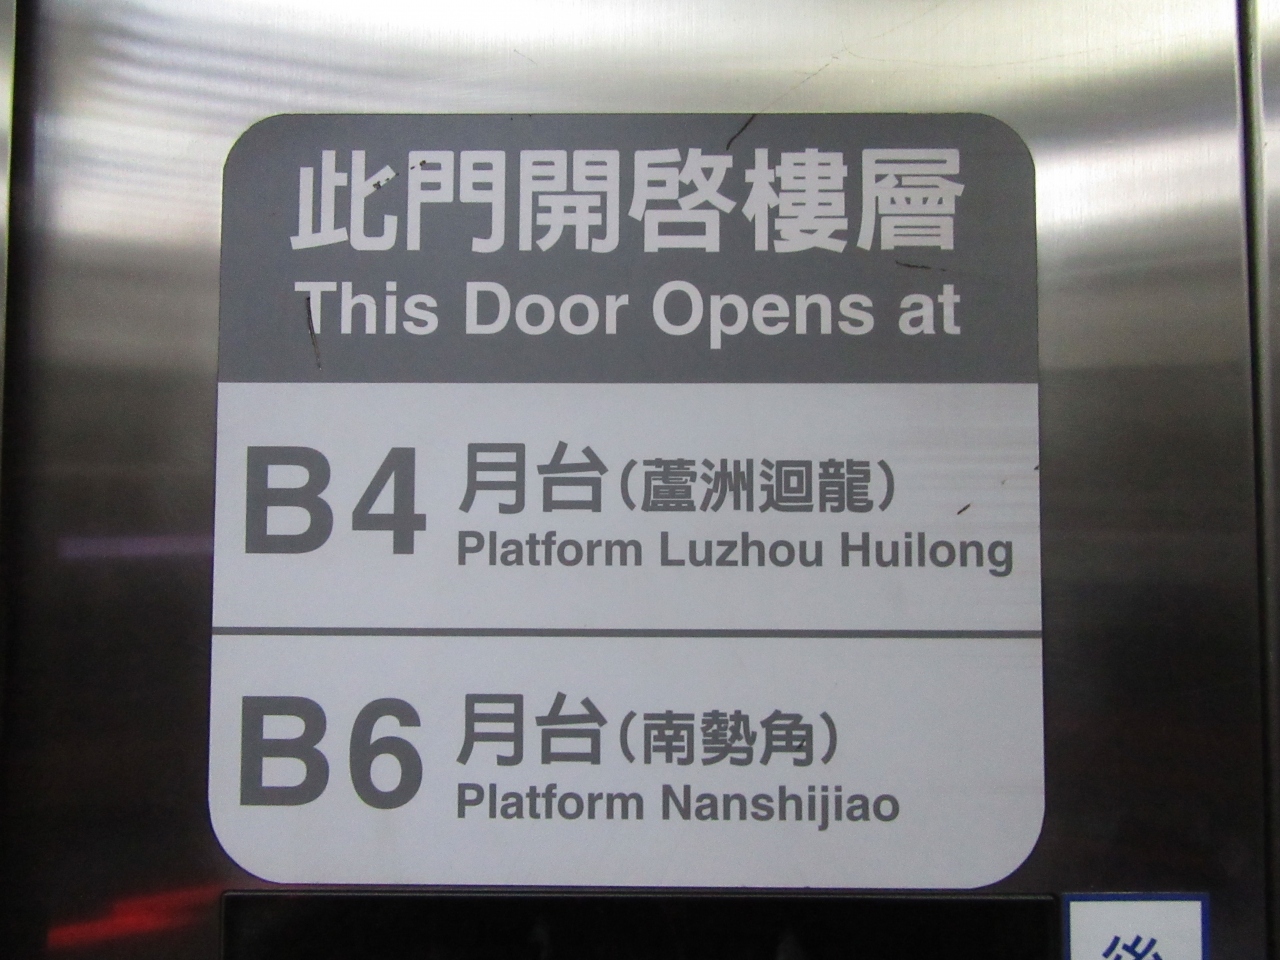 此門開啓樓層
This Door Opens at
B4 月台(蘆洲迴龍)
Platform Luzhou Huilong
B6 月台(南勢角)
Platform Nanshijiao
後